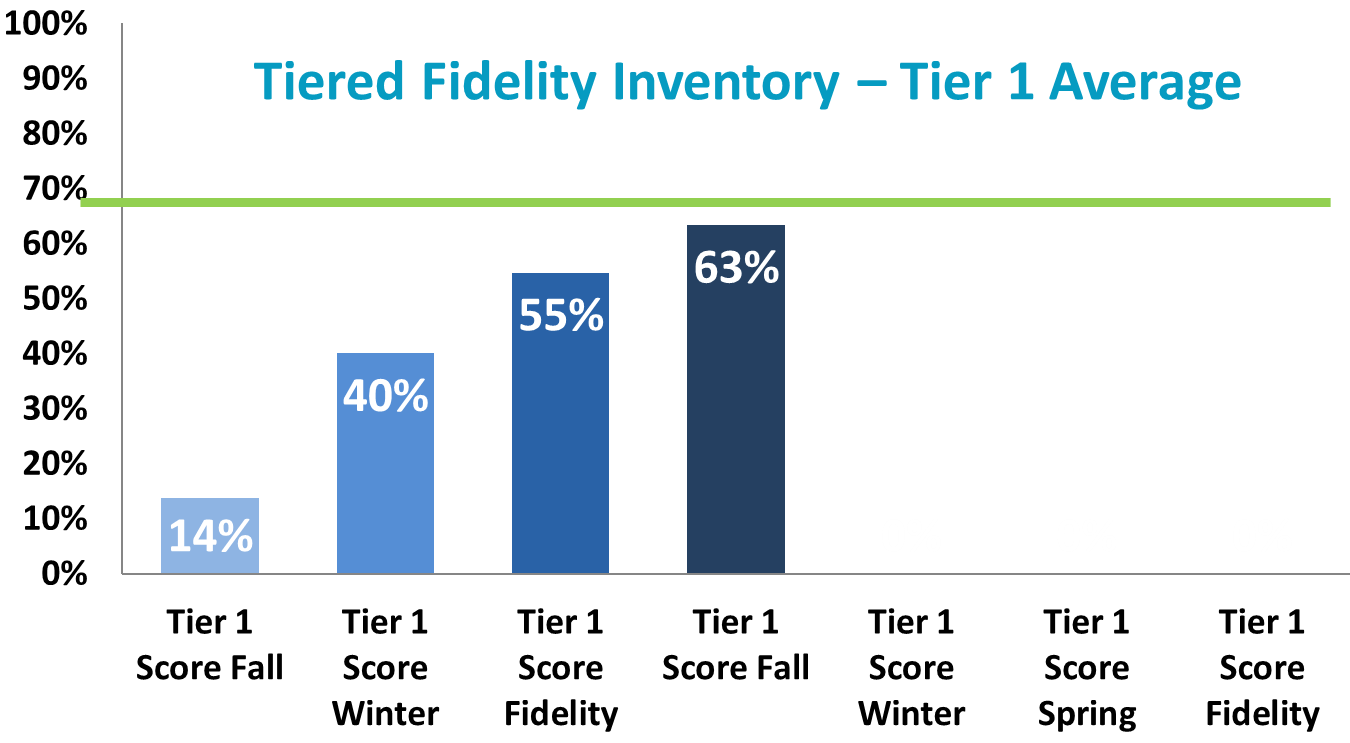 Tiered Fidelity Inventory – Tier 1 Average
100%
90%
80%
70%
60%
50%
40%
30%
20%
10%
0%
14%
40%
55%
63%
Tier 1
Score Fall
Tier 1
Score
Winter
Tier 1
Score
Fidelity
Tier 1
Score Fall
Tier 1
Score
Winter
Tier 1
Score
Spring
Tier 1
Score
Fidelity